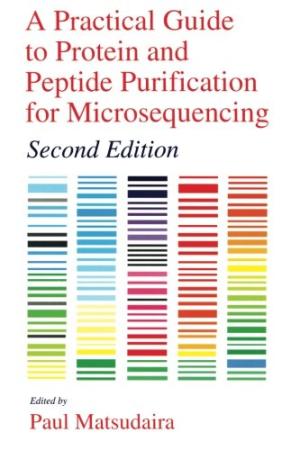 A Practical Guide
to Protein and
Peptide Purification
for Microsequencing
Second Edition
Edited by
Paul Matsudaira